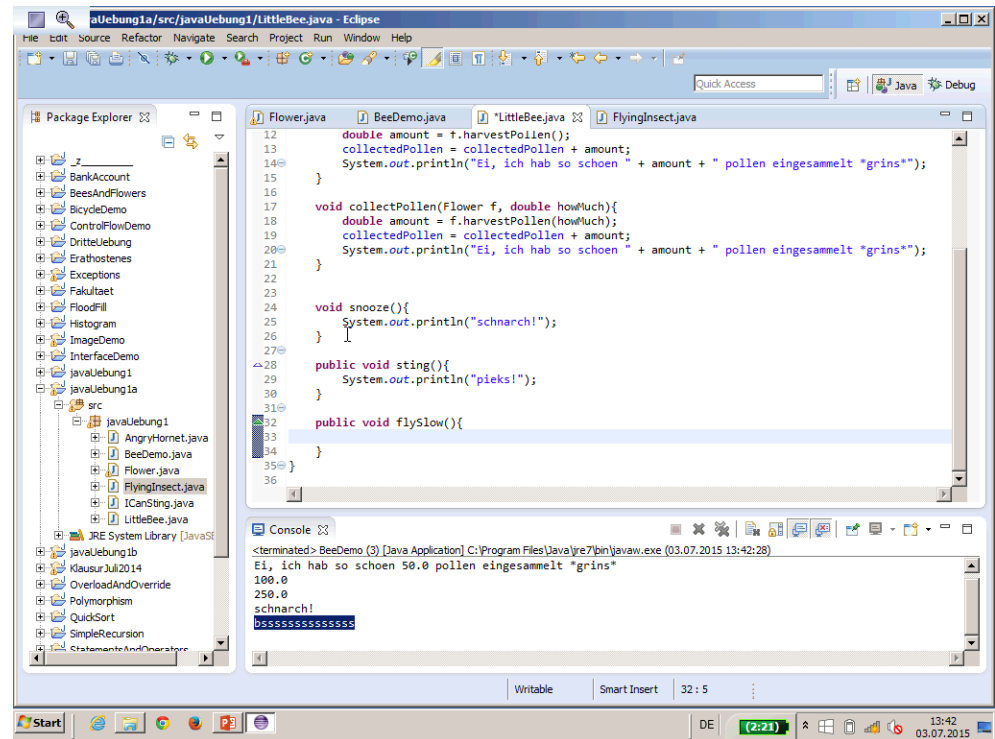 aUebung1a/src/javaUebung1/LittleBee.java - Eclipse
File Edit Source Refactor Navigate Search Project Run Window Help
Quick Access Java Debug
Package Explorer
_z_________
BankAccount
BeesAndFlowers
BicycleDemo
ControlFlowDemo
DritteUebung
Erathostenes
Exceptions
Fakultaet
FloodFill
Histogram
ImageDemo
InterfaceDemo
javaUebung1
javaUebung1a
src
javaUebung1
AngryHornet.java
BeeDemo.java
Flower.java
FlyingInsect.java
ICanSting.java
LittleBee.java
JRE System Library [JavaSE
javaUebung1b
KlausurJuli2014
OverloadAndOverride
Polymorphism
QuickSort
SimpleRecursion
StatementsAndOperators
Flower.java BeeDemo.java *LittleBee.java FlyingInsect.java
12 double amount = f.harvestPollen();
13 collectedPollen = collectedPollen + amount;
14 System.out.println("Ei, ich hab so schoen " + amount + " pollen eingesammelt *grins*");
15 }
16
17 void collectPollen(Flower f, double howMuch){
18 double amount = f.harvestPollen(howMuch);
19 collectedPollen = collectedPollen + amount;
20 System.out.println("Ei, ich hab so schoen " + amount + " pollen eingesammelt *grins*");
21 }
22
23
24 void snooze(){
25 System.out.println("schnarch!");
26 }
27
28 public void sting(){
29 System.out.println("pieks!");
30 }
31
32 public void flySlow(){
33
34 }
35 }
36
Console
<terminated> BeeDemo (3) [Java Application] C:\Program Files\Java\jre7\bin\javaw.exe (03.07.2015 13:42:28)
Ei, ich hab so schoen 50.0 pollen eingesammelt *grins*
100.0
250.0
schnarch!
bssssssssssssss
Writable Smart Insert 32 : 5
Start DE (2:21) 13:42
03.07.2015